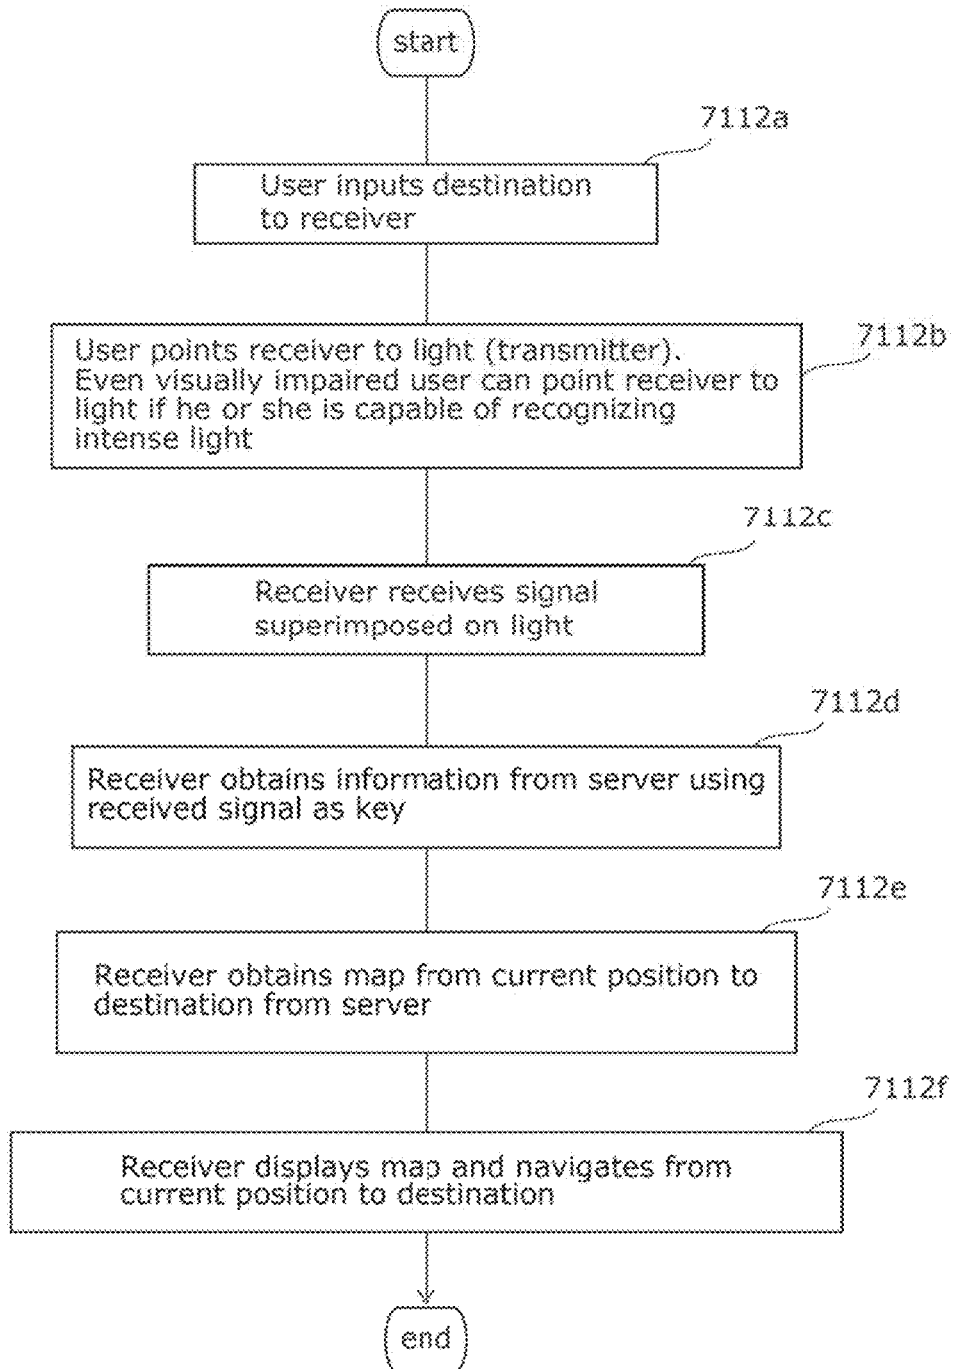 start
7112a
User inputs destination
to receiver
7112b
User points receiver to light (transmitter).
Even visually impaired user can point receiver to
light if he or she is capable of recognizing
intense light
7112c
Receiver receives signal
superimposed on light
7112d
Receiver obtains information from server using
received signal as key
7112e
Receiver obtains map from current position to
destination from server
7112f
Receiver displays map and navigates from
current position to destination
end